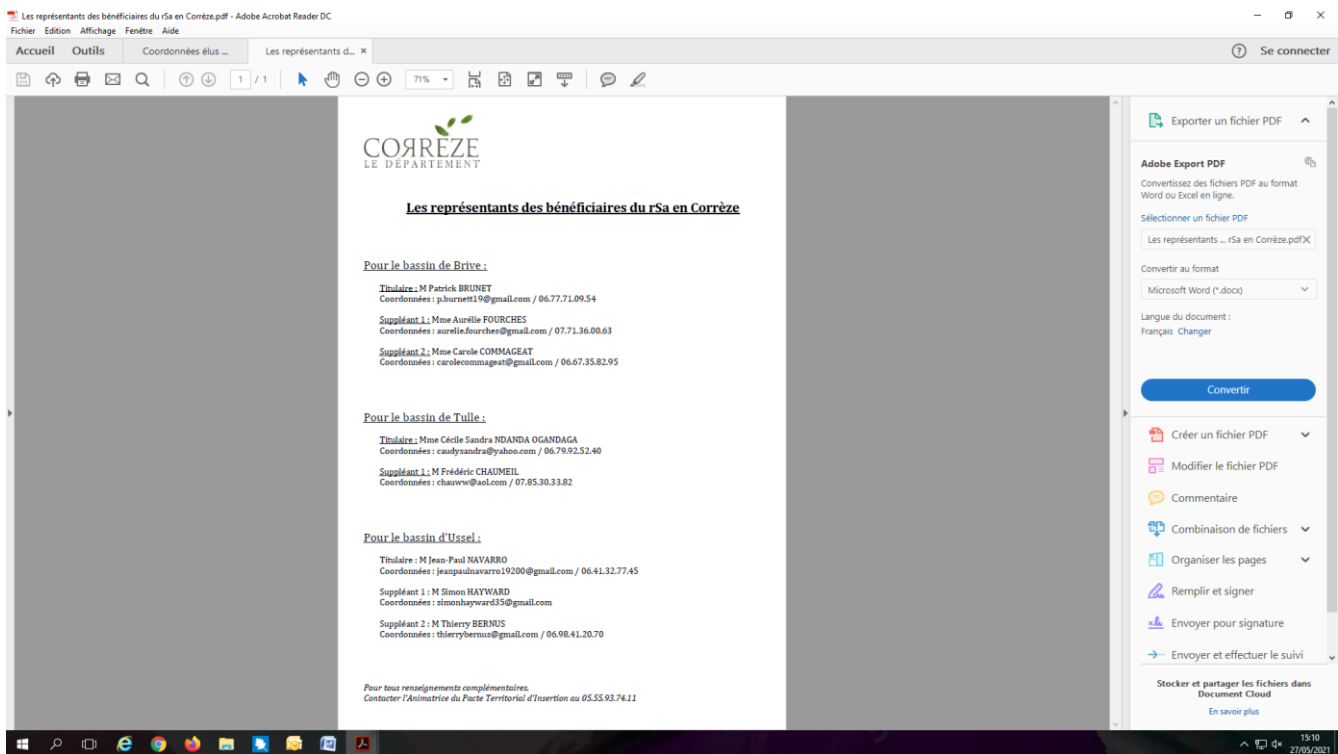 Les représentants des bénéficiaires du rSa en Corrèze.pdf - Adobe Acrobat Reader DC
Fichier Edition Affichage Fenêtre Aide
Accueil Outils Coordonnées élus ... Les représentants d... × Se connecter
1 / 1 71%
CORRÈZE
LE DÉPARTEMENT
Les représentants des bénéficiaires du rSa en Corrèze
Pour le bassin de Brive :
Titulaire : M Patrick BRUNET
Coordonnées : p.burnett19@gmail.com / 06.77.71.09.54
Suppléant 1 : Mme Aurélie FOURCHES
Coordonnées : aurelie.fourches@gmail.com / 07.71.36.00.63
Suppléant 2 : Mme Carole COMMAGEAT
Coordonnées : carolecommageat@gmail.com / 06.67.35.82.95
Pour le bassin de Tulle :
Titulaire : Mme Cécile Sandra NDANDA OGANDAGA
Coordonnées : caudysandra@yahoo.com / 06.79.92.52.40
Suppléant 1 : M Frédéric CHAUMEIL
Coordonnées : chauww@aol.com / 07.85.30.33.82
Pour le bassin d'Ussel :
Titulaire : M Jean-Paul NAVARRO
Coordonnées : jeanpaulnavarro19200@gmail.com / 06.41.32.77.45
Suppléant 1 : M Simon HAYWARD
Coordonnées : simonhayward35@gmail.com
Suppléant 2 : M Thierry BERNUS
Coordonnées : thierrybernus@gmail.com / 06.98.41.20.70
Pour tous renseignements complémentaires,
Contacter l'Animatrice du Pacte Territorial d'Insertion au 05.55.93.74.11
Exporter un fichier PDF
Adobe Export PDF
Convertissez des fichiers PDF au format
Word ou Excel en ligne.
Sélectionner un fichier PDF
Les représentants ... rSa en Corrèze.pdf
Convertir au format
Microsoft Word (*.docx)
Langue du document :
Français Changer
Convertir
Créer un fichier PDF
Modifier le fichier PDF
Commentaire
Combinaison de fichiers
Organiser les pages
Remplir et signer
Envoyer pour signature
Envoyer et effectuer le suivi
Stocker et partager les fichiers dans
Document Cloud
En savoir plus
15:10
27/05/2021